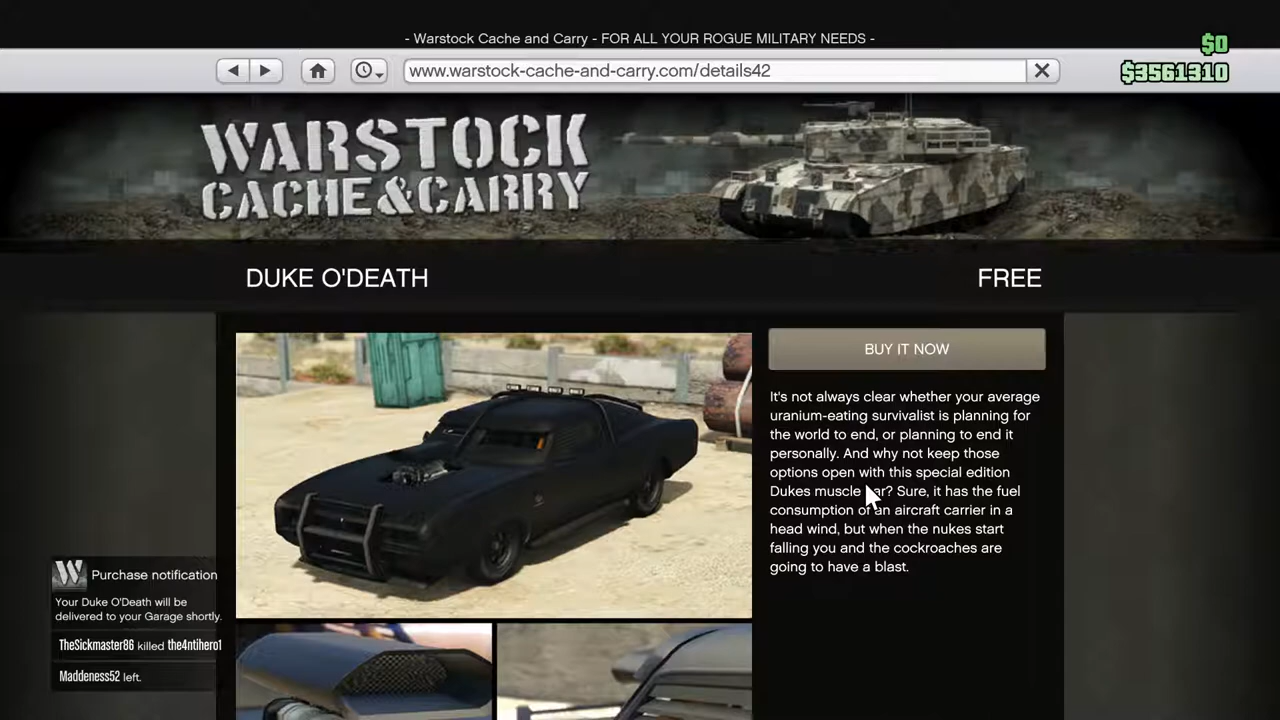 - Warstock Cache and Carry - FOR ALL YOUR ROGUE MILITARY NEEDS -
$0
www.warstock-cache-and-carry.com/details42
$3561310
WARSTOCK
CACHE&CARRY
DUKE O'DEATH
FREE
BUY IT NOW
It's not always clear whether your average
uranium-eating survivalist is planning for
the world to end, or planning to end it
personally. And why not keep those
options open with this special edition
Dukes muscle car? Sure, it has the fuel
consumption of an aircraft carrier in a
head wind, but when the nukes start
falling you and the cockroaches are
going to have a blast.
W
Purchase notification
Your Duke O'Death will be
delivered to your Garage shortly.
TheSickmaster86 killed the4ntihero1
Maddeness52 left.